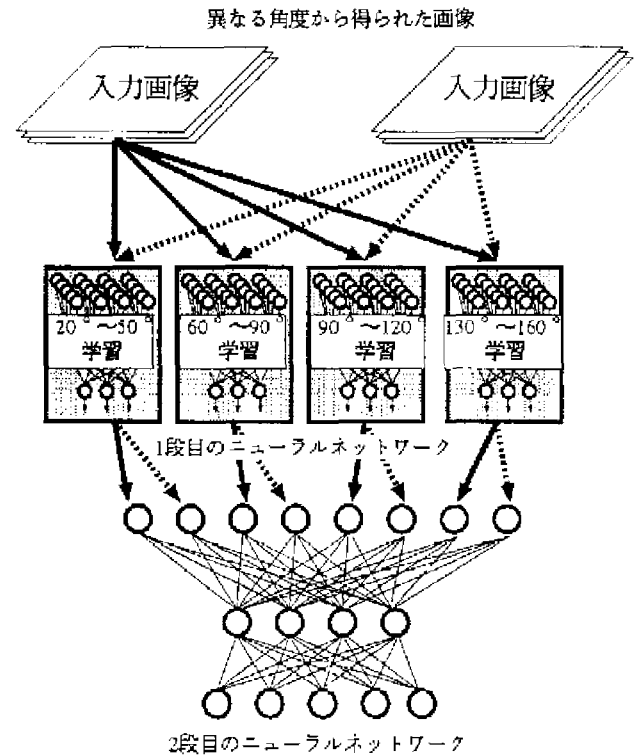 異なる角度から得られた画像
入力画像
入力画像
20°～50°
学習
60°～90°
学習
90°～120°
学習
130°～160°
学習
1段目のニューラルネットワーク
2段目のニューラルネットワーク